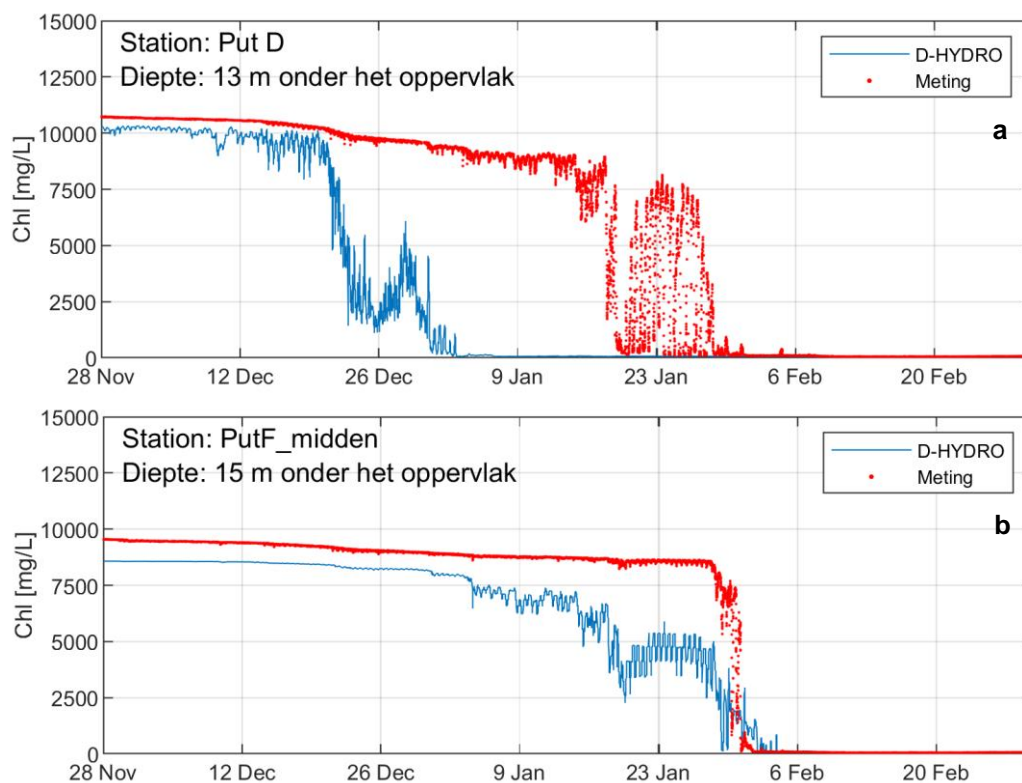 15000
Station: Put D
Diepte: 13 m onder het oppervlak
D-HYDRO
Meting
12500
a
10000
7500
5000
2500
0
Chl [mg/L]
28 Nov 12 Dec 26 Dec 9 Jan 23 Jan 6 Feb 20 Feb
15000
Station: PutF_midden
Diepte: 15 m onder het oppervlak
D-HYDRO
Meting
12500
b
10000
7500
5000
2500
0
Chl [mg/L]
28 Nov 12 Dec 26 Dec 9 Jan 23 Jan 6 Feb 20 Feb